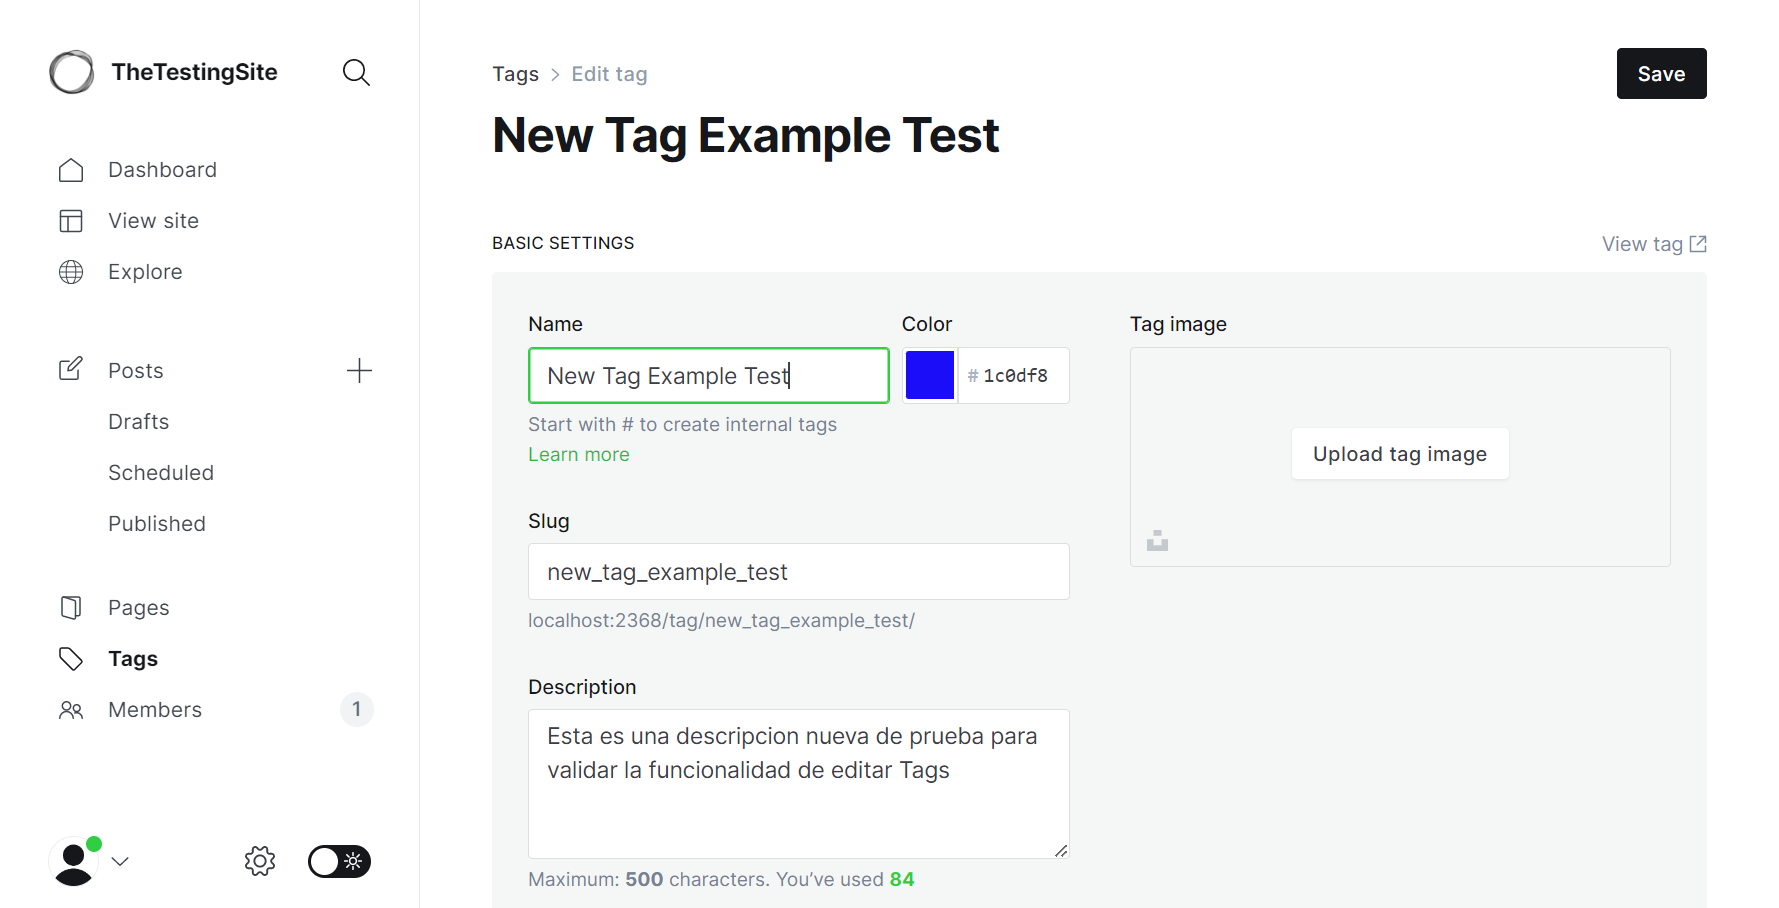 TheTestingSite
Dashboard
View site
Explore
Posts
Drafts
Scheduled
Published
Pages
Tags
Members
1
Tags > Edit tag
Save
New Tag Example Test
BASIC SETTINGS
View tag
Name
New Tag Example Test
Start with # to create internal tags
Learn more
Color
# 1c0df8
Slug
new_tag_example_test
localhost:2368/tag/new_tag_example_test/
Description
Esta es una descripcion nueva de prueba para
validar la funcionalidad de editar Tags
Maximum: 500 characters. You’ve used 84
Tag image
Upload tag image